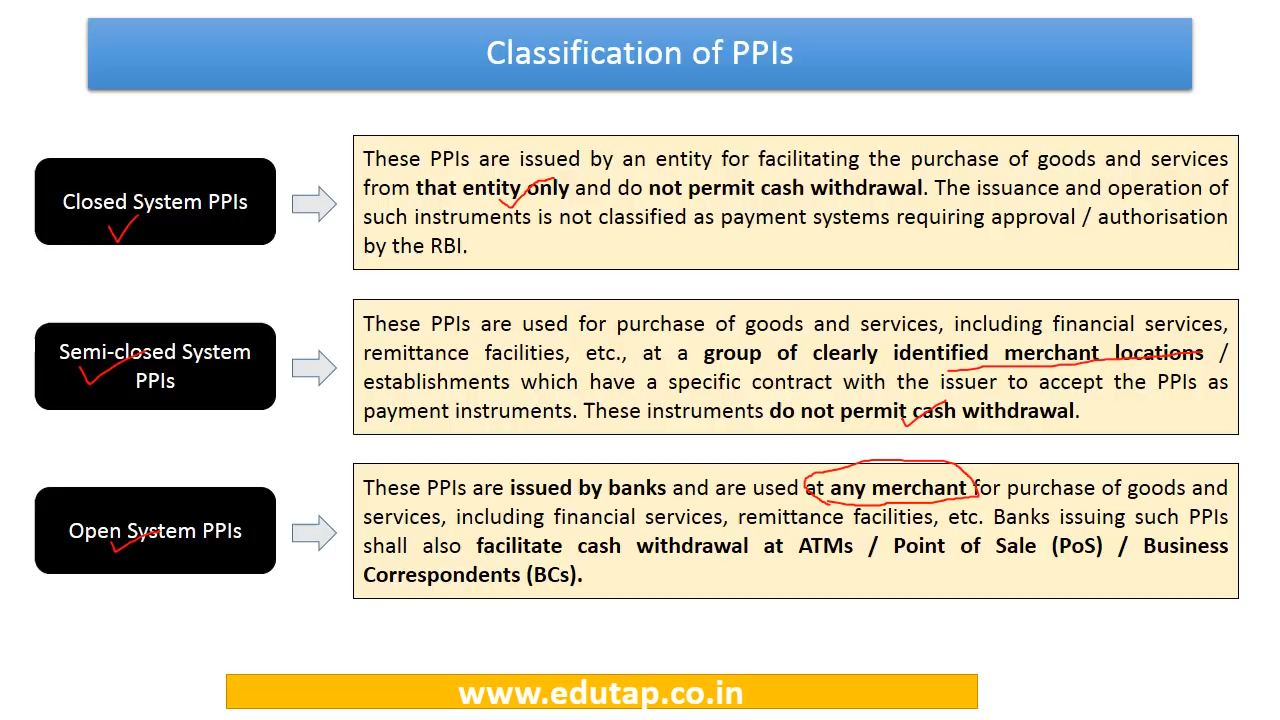 Classification of PPIs
Closed System PPIs
These PPIs are issued by an entity for facilitating the purchase of goods and services
from that entity only and do not permit cash withdrawal. The issuance and operation of
such instruments is not classified as payment systems requiring approval / authorisation
by the RBI.
Semi-closed System
PPIs
These PPIs are used for purchase of goods and services, including financial services,
remittance facilities, etc., at a group of clearly identified merchant locations /
establishments which have a specific contract with the issuer to accept the PPIs as
payment instruments. These instruments do not permit cash withdrawal.
Open System PPIs
These PPIs are issued by banks and are used at any merchant for purchase of goods and
services, including financial services, remittance facilities, etc. Banks issuing such PPIs
shall also facilitate cash withdrawal at ATMs / Point of Sale (PoS) / Business
Correspondents (BCs).
www.edutap.co.in